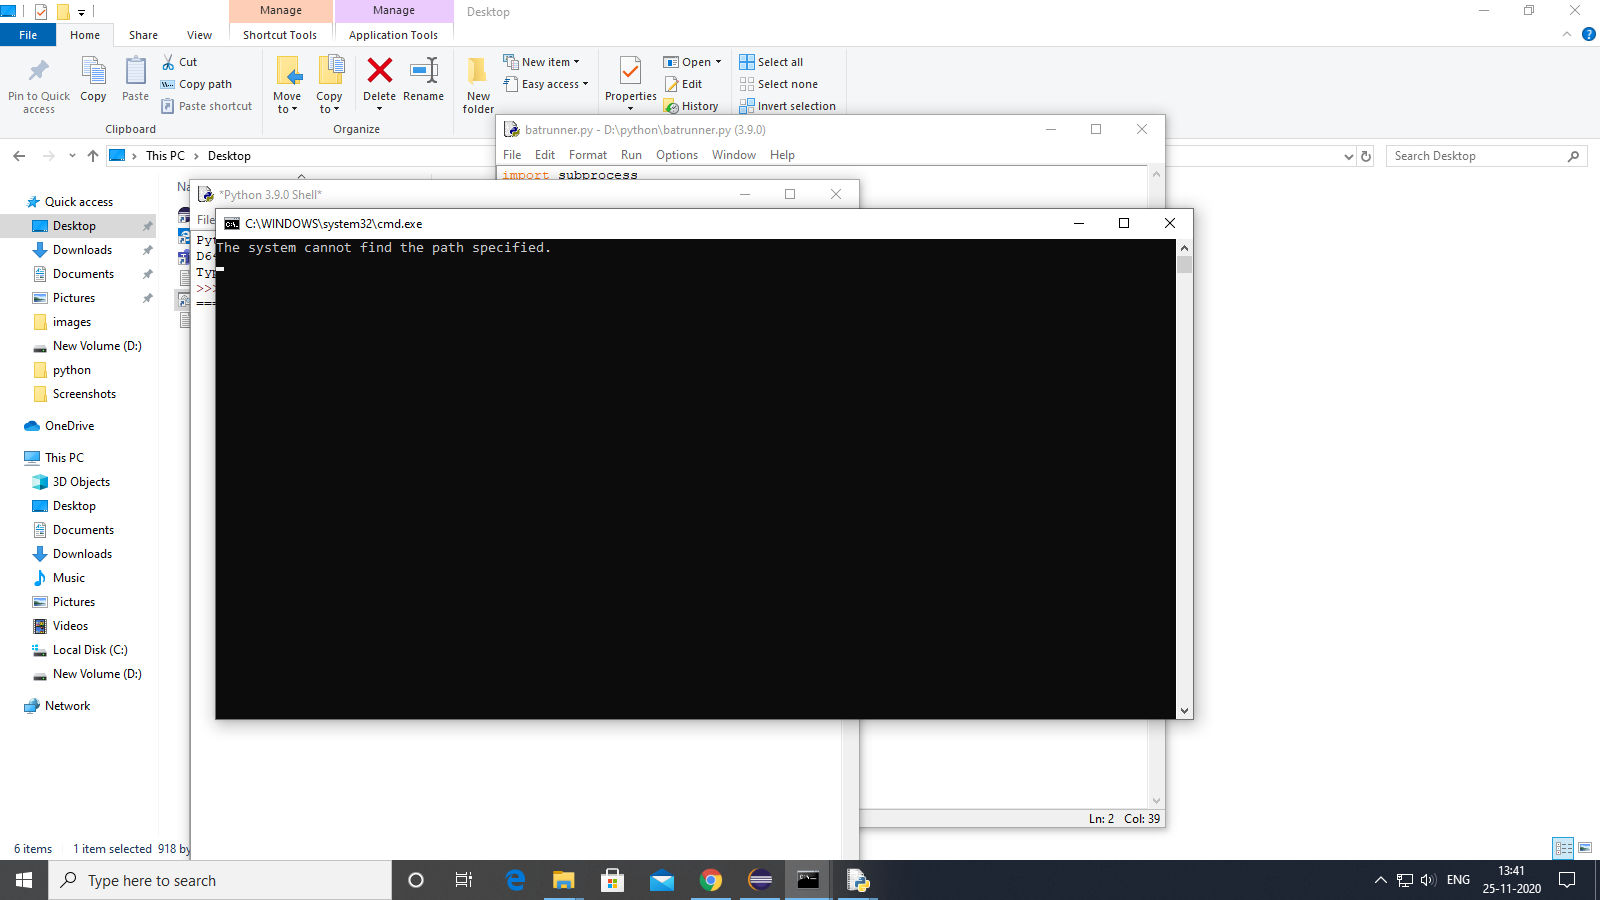 Manage
Manage
Desktop
File
Home
Share
View
Shortcut Tools
Application Tools
Pin to Quick access
Copy
Paste
Cut
Copy path
Paste shortcut
Clipboard
Move to
Copy to
Delete
Rename
Organize
New folder
New item
Easy access
Properties
Open
Edit
History
Select all
Select none
Invert selection
This PC
Desktop
Search Desktop
batrunner.py - D:\python\batrunner.py (3.9.0)
File Edit Format Run Options Window Help
import subprocess
*Python 3.9.0 Shell*
File
C:\WINDOWS\system32\cmd.exe
The system cannot find the path specified.
>>>
===
Quick access
Desktop
Downloads
Documents
Pictures
images
New Volume (D:)
python
Screenshots
OneDrive
This PC
3D Objects
Desktop
Documents
Downloads
Music
Pictures
Videos
Local Disk (C:)
New Volume (D:)
Network
Ln: 2 Col: 39
6 items 1 item selected 918 by
Type here to search
ENG
13:41
25-11-2020